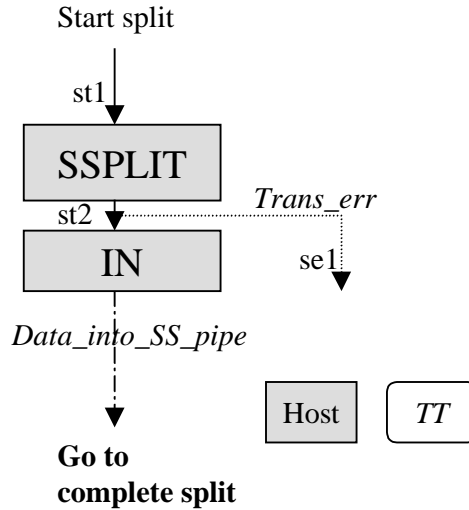 Start split
st1
SSPLIT
st2
Trans_err
IN
se1
Data_into_SS_pipe
Host
TT
Go to
complete split